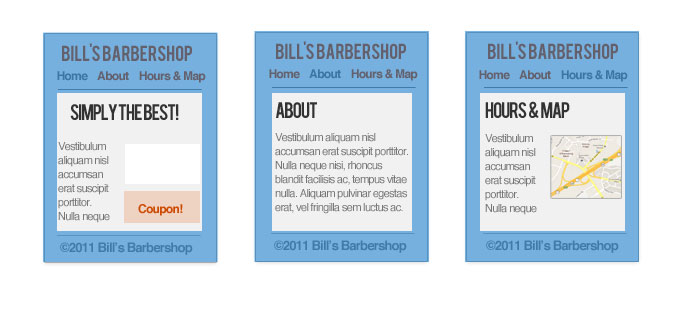 BILL'S BARBERSHOP
Home About Hours & Map
SIMPLY THE BEST!
Vestibulum
aliquam nisl
accumsan
erat suscipit
porttitor.
Nulla neque
Coupon!
©2011 Bill's Barbershop
BILL'S BARBERSHOP
Home About Hours & Map
ABOUT
Vestibulum aliquam nisl
accumsan erat suscipit porttitor.
Nulla neque nisi, rhoncus
blandit facilisis ac, tempus vitae
nulla. Aliquam pulvinar egestas
erat, vel fringilla sem luctus ac.
©2011 Bill's Barbershop
BILL'S BARBERSHOP
Home About Hours & Map
HOURS & MAP
Vestibulum
aliquam nisl
accumsan
erat suscipit
porttitor.
Nulla neque
©2011 Bill's Barbershop